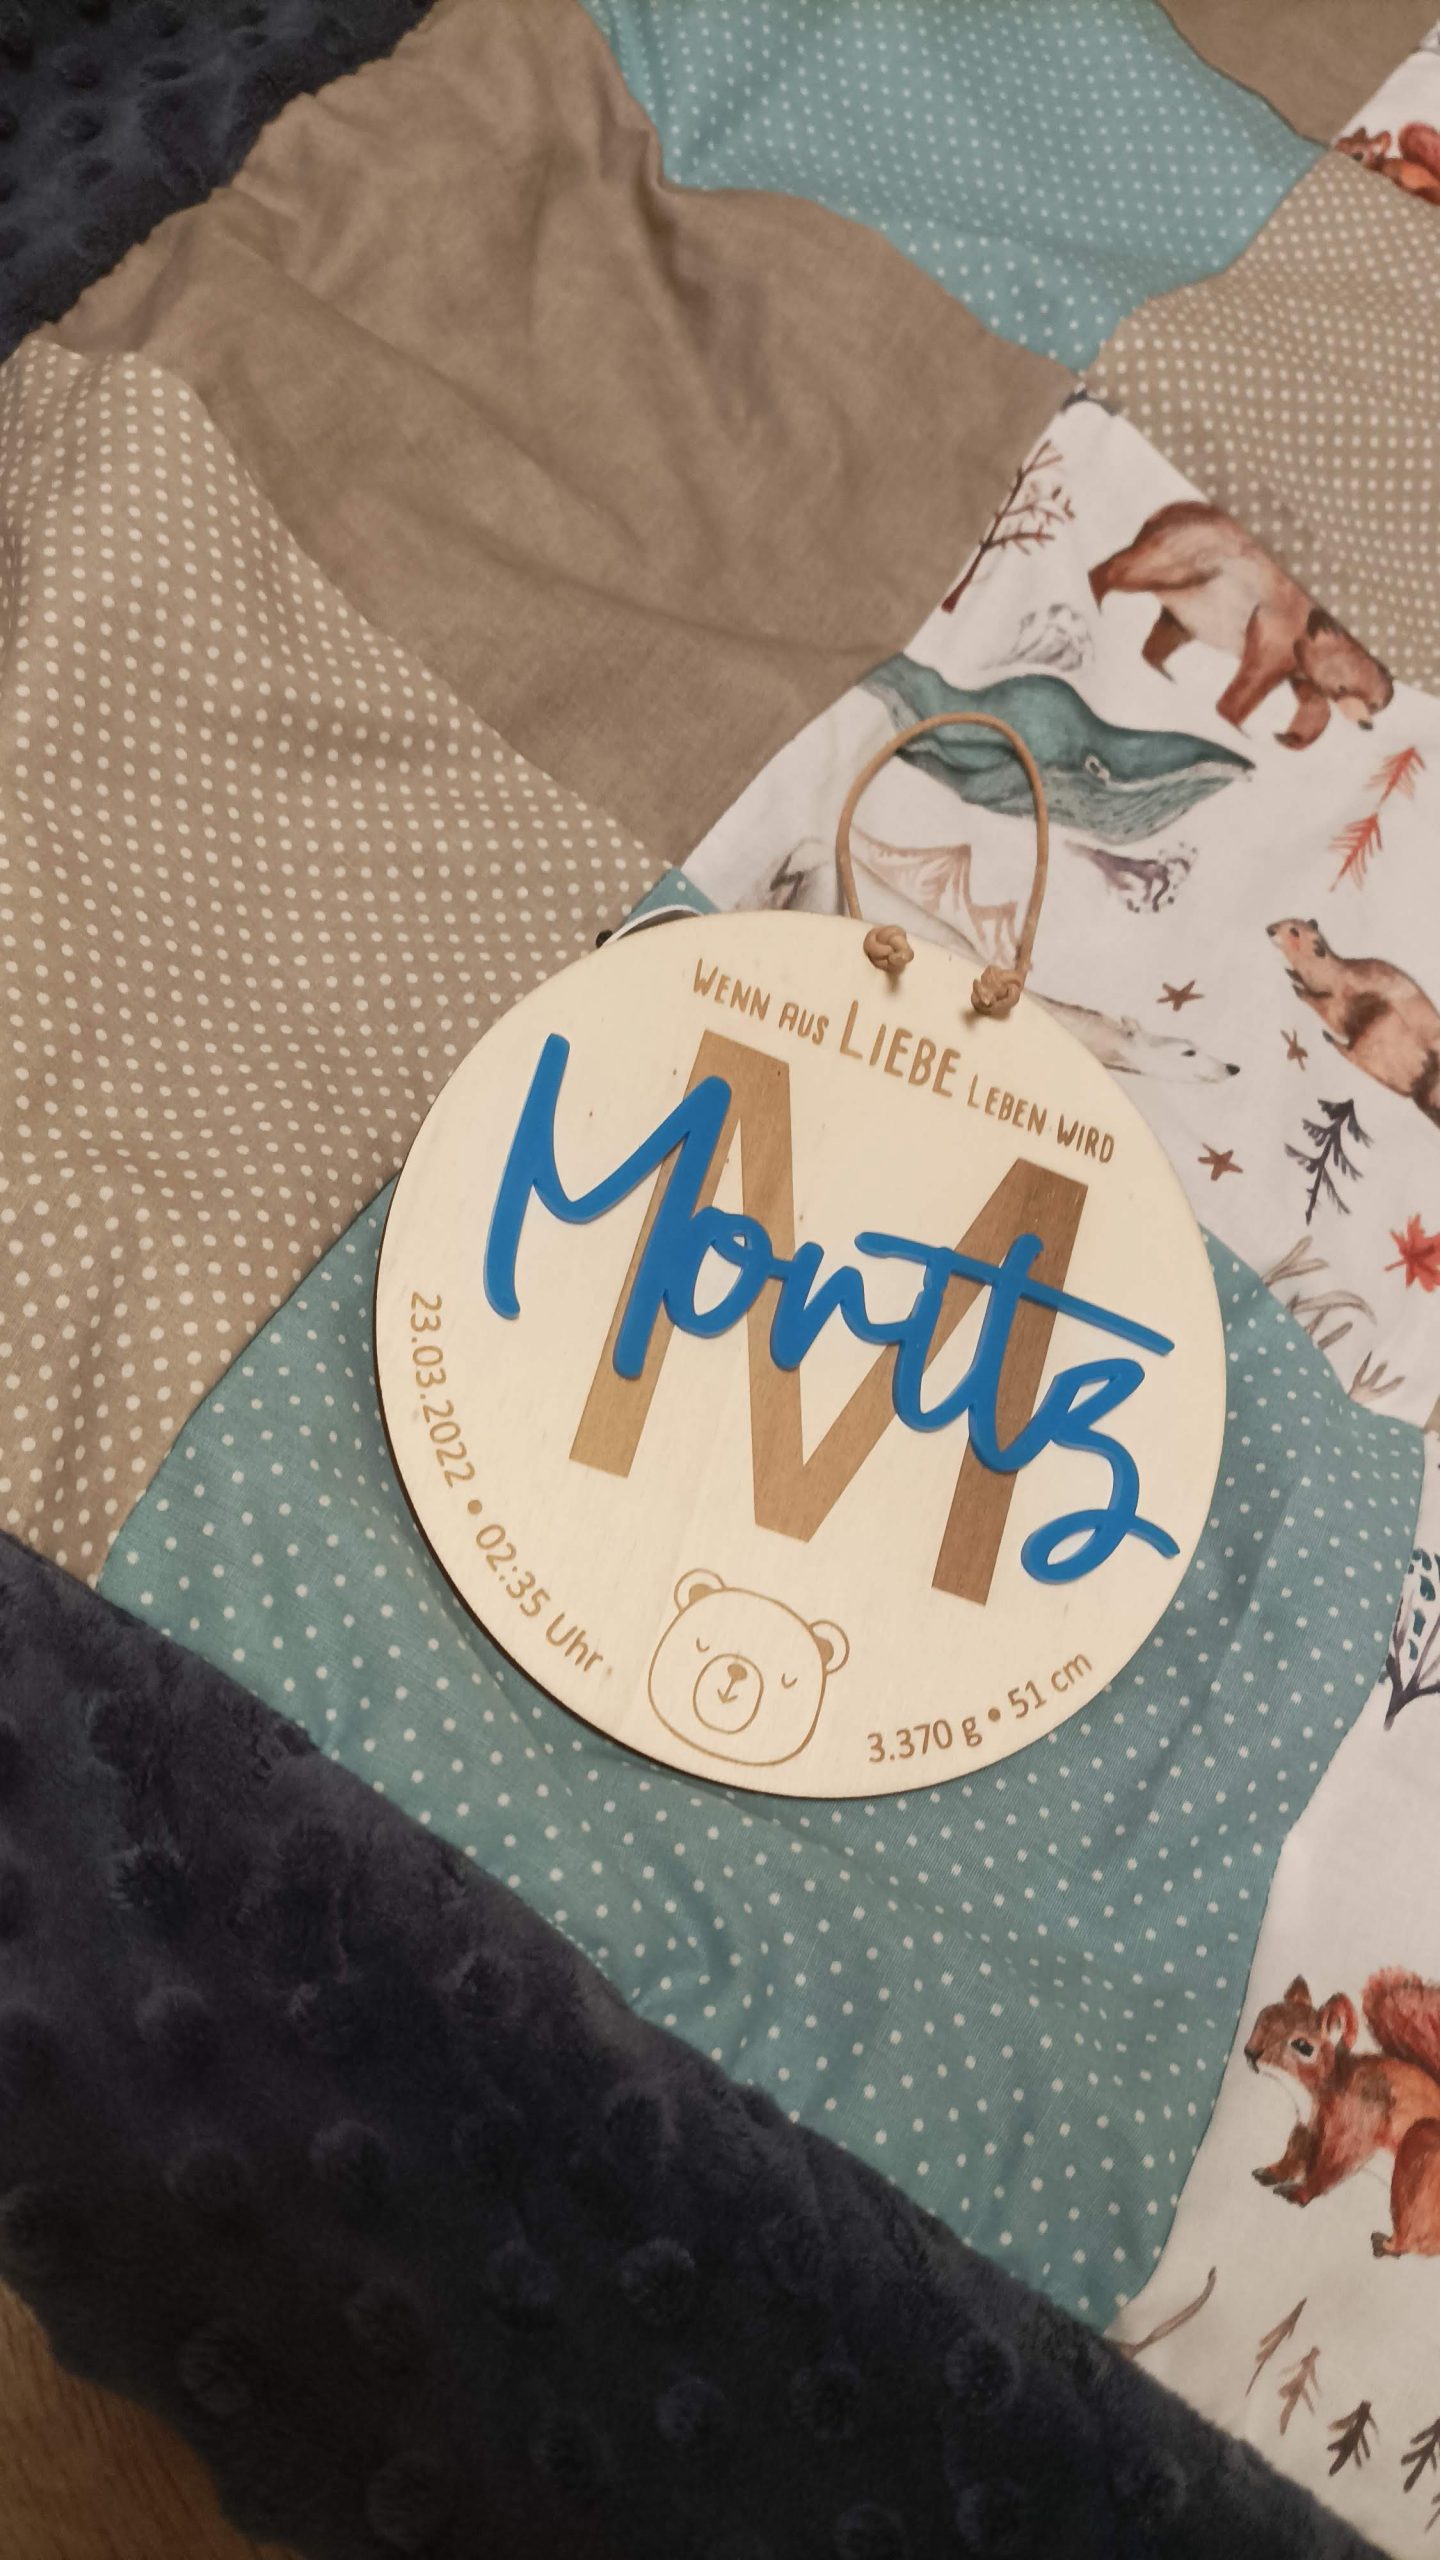 WENN AUS LIEBE LEBEN WIRD
M
Moritz
23.03.2022 • 02:35 Uhr
3.370 g • 51 cm